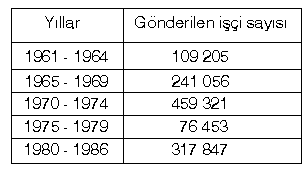 Yıllar Gönderilen işçi sayısı
1961 - 1964 109 205
1965 - 1969 241 056
1970 - 1974 459 321
1975 - 1979 76 453
1980 - 1986 317 847